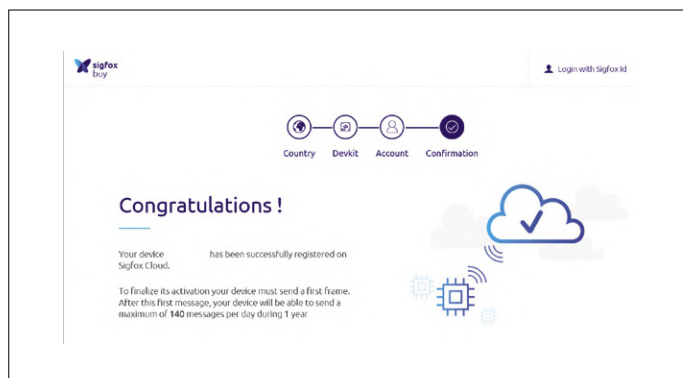 sigfox
buy
Login with Sigfox Id
Country Devkit Account Confirmation
Congratulations !
Your device has been successfully registered on
Sigfox Cloud.
To finalize its activation your device must send a first frame.
After this first message, your device will be able to send a
maximum of 140 messages per day during 1 year